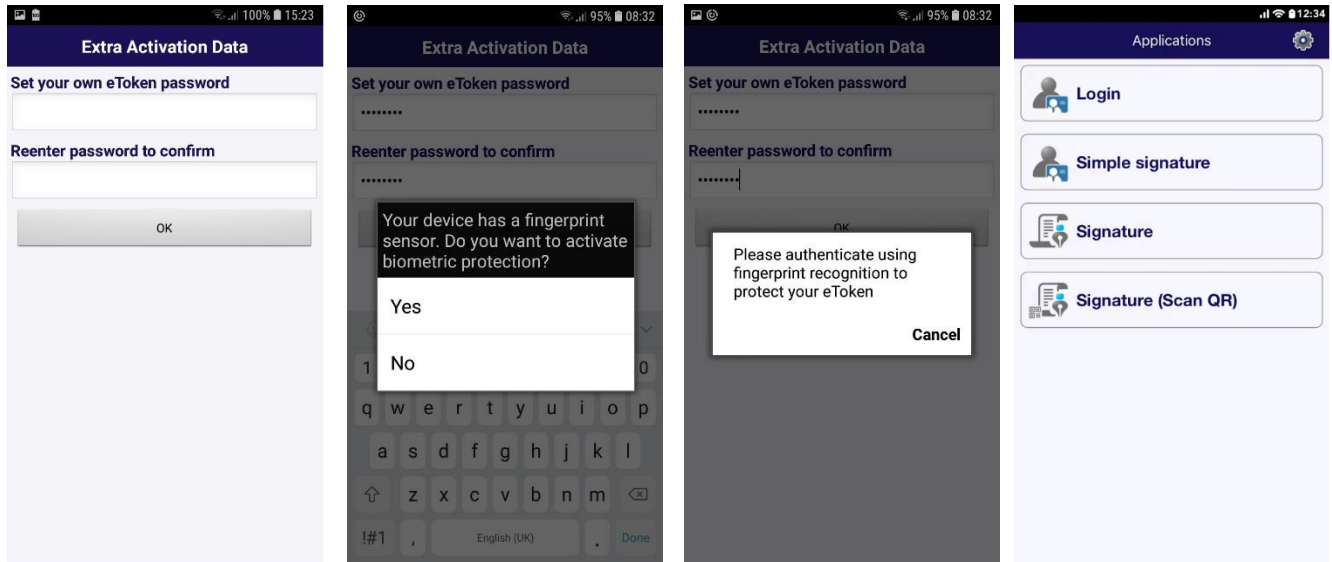 100% 15:23
Extra Activation Data
Set your own eToken password
Reenter password to confirm
OK
95% 08:32
Extra Activation Data
Set your own eToken password
••••••••
Reenter password to confirm
••••••••
Your device has a fingerprint
sensor. Do you want to activate
biometric protection?
Yes
No
1 0
q w e r t y u i o p
a s d f g h j k l
z x c v b n m
!#1 , English (UK) . Done
95% 08:32
Extra Activation Data
Set your own eToken password
••••••••
Reenter password to confirm
••••••••
OK
Please authenticate using
fingerprint recognition to
protect your eToken
Cancel
12:34
Applications
Login
Simple signature
Signature
Signature (Scan QR)